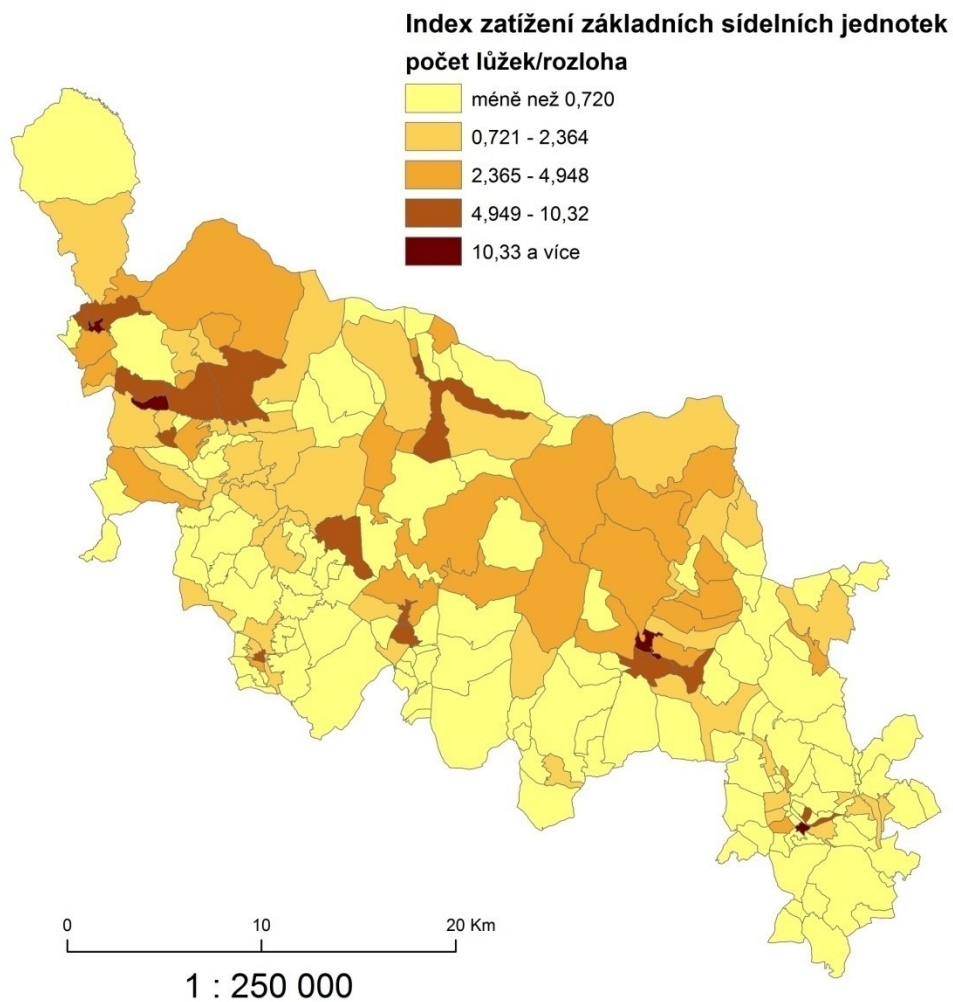 Index zatížení základních sídelních jednotek
počet lůžek/rozloha
méně než 0,720
0,721 - 2,364
2,365 - 4,948
4,949 - 10,32
10,33 a více
0 10 20 Km
1 : 250 000